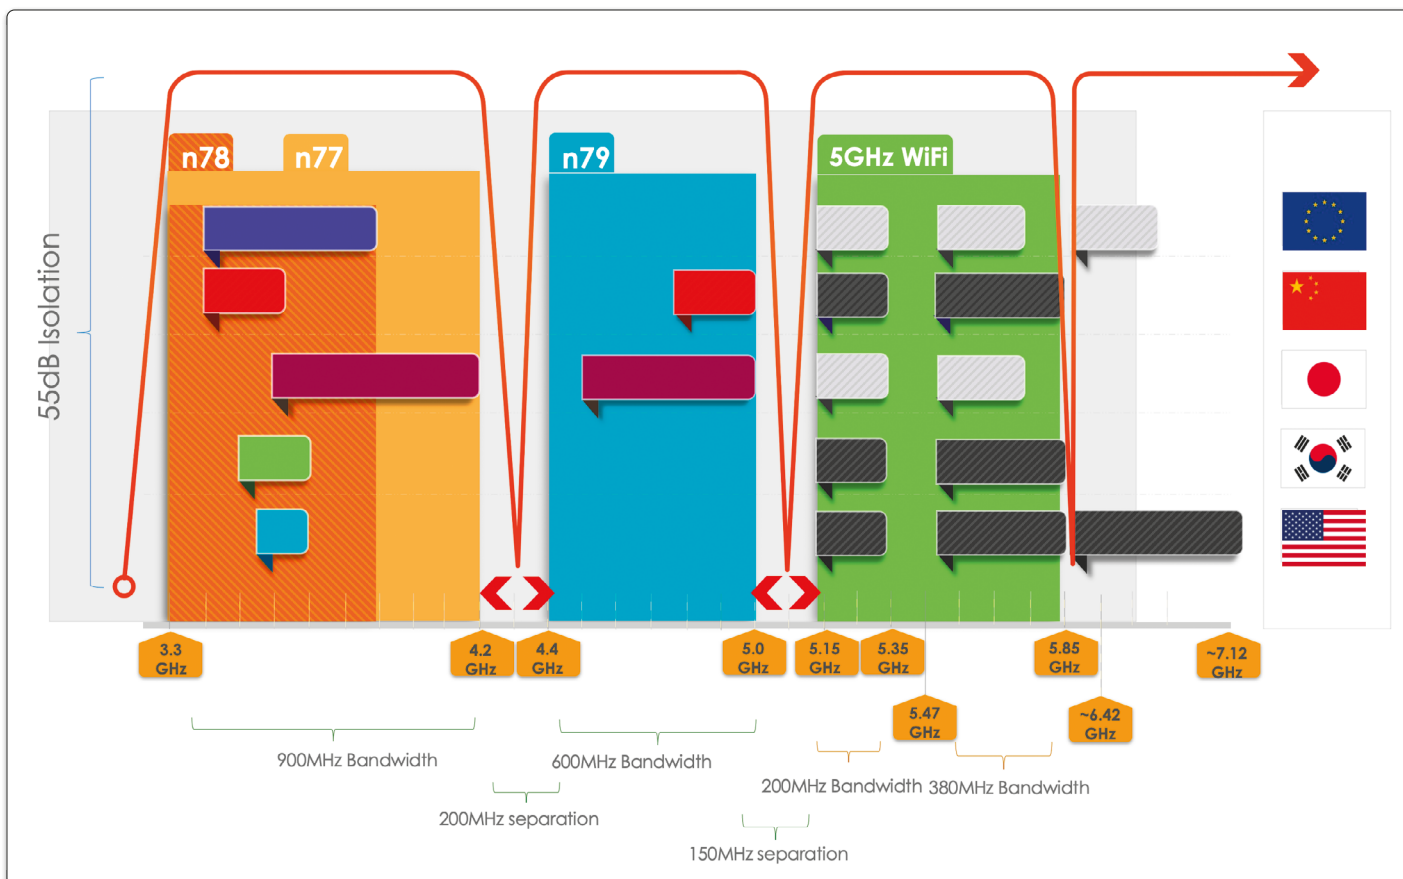 n78
n77
n79
5GHz WiFi
55dB Isolation
3.3
GHz
4.2
GHz
4.4
GHz
5.0
GHz
5.15
GHz
5.35
GHz
5.85
GHz
~7.12
GHz
5.47
GHz
~6.42
GHz
900MHz Bandwidth
600MHz Bandwidth
200MHz Bandwidth
380MHz Bandwidth
200MHz separation
150MHz separation